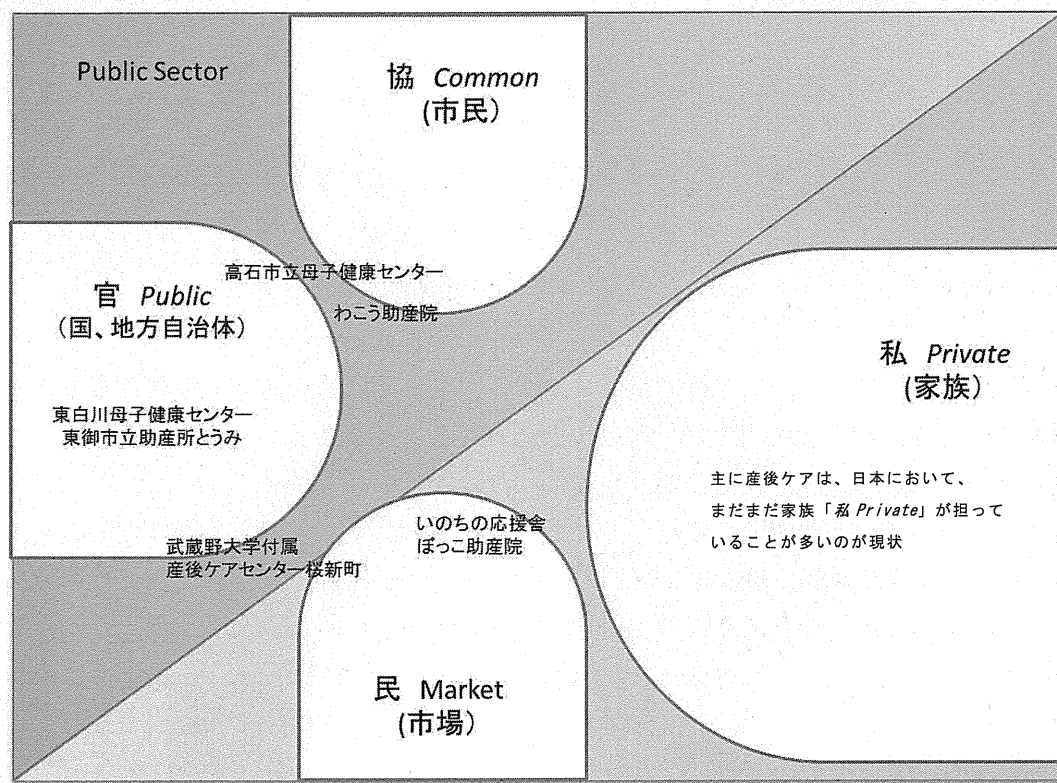 Public Sector
協 Common
(市民)
高石市立母子健康センター
わこう助産院
官 Public
(国、地方自治体)
東白川母子健康センター
東御市立助産所とうみ
私 Private
(家族)
主に産後ケアは、日本において、
まだまだ家族「私 Private」が担って
いることが多いのが現状
いのちの応援舎
ぼっこ助産院
武蔵野大学付属
産後ケアセンター桜新町
民 Market
(市場)